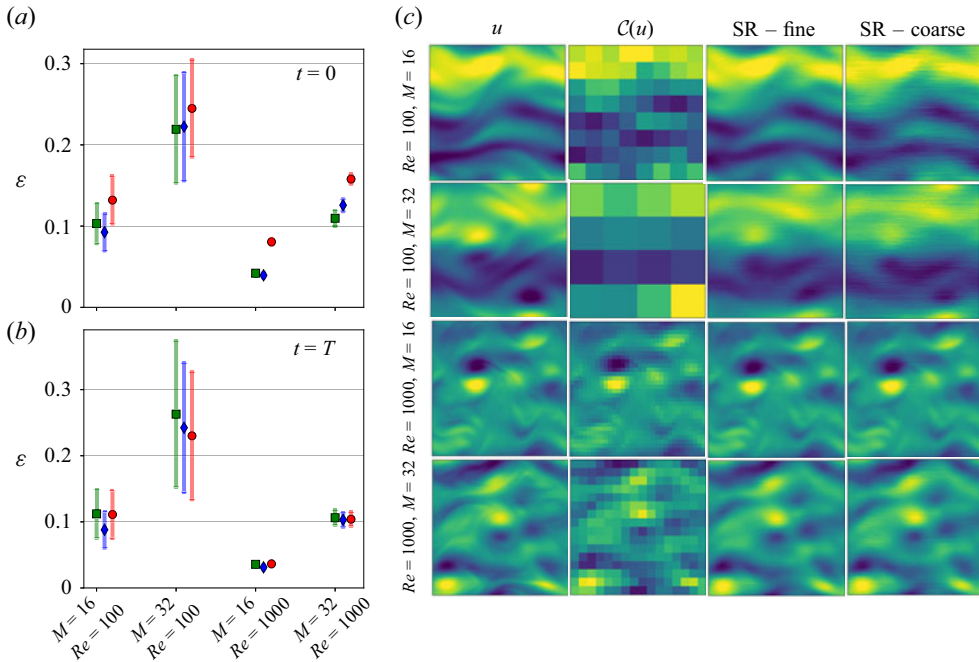 (a)
0.3
0.2
0.1
0
ε
t = 0
(b)
0.3
0.2
0.1
0
ε
t = T
M = 16
Re = 100
M = 32
Re = 100
M = 16
Re = 1000
M = 32
Re = 1000
(c)
u
C(u)
SR – fine
SR – coarse
Re = 100, M = 16
Re = 100, M = 32
Re = 1000, M = 16
Re = 1000, M = 32